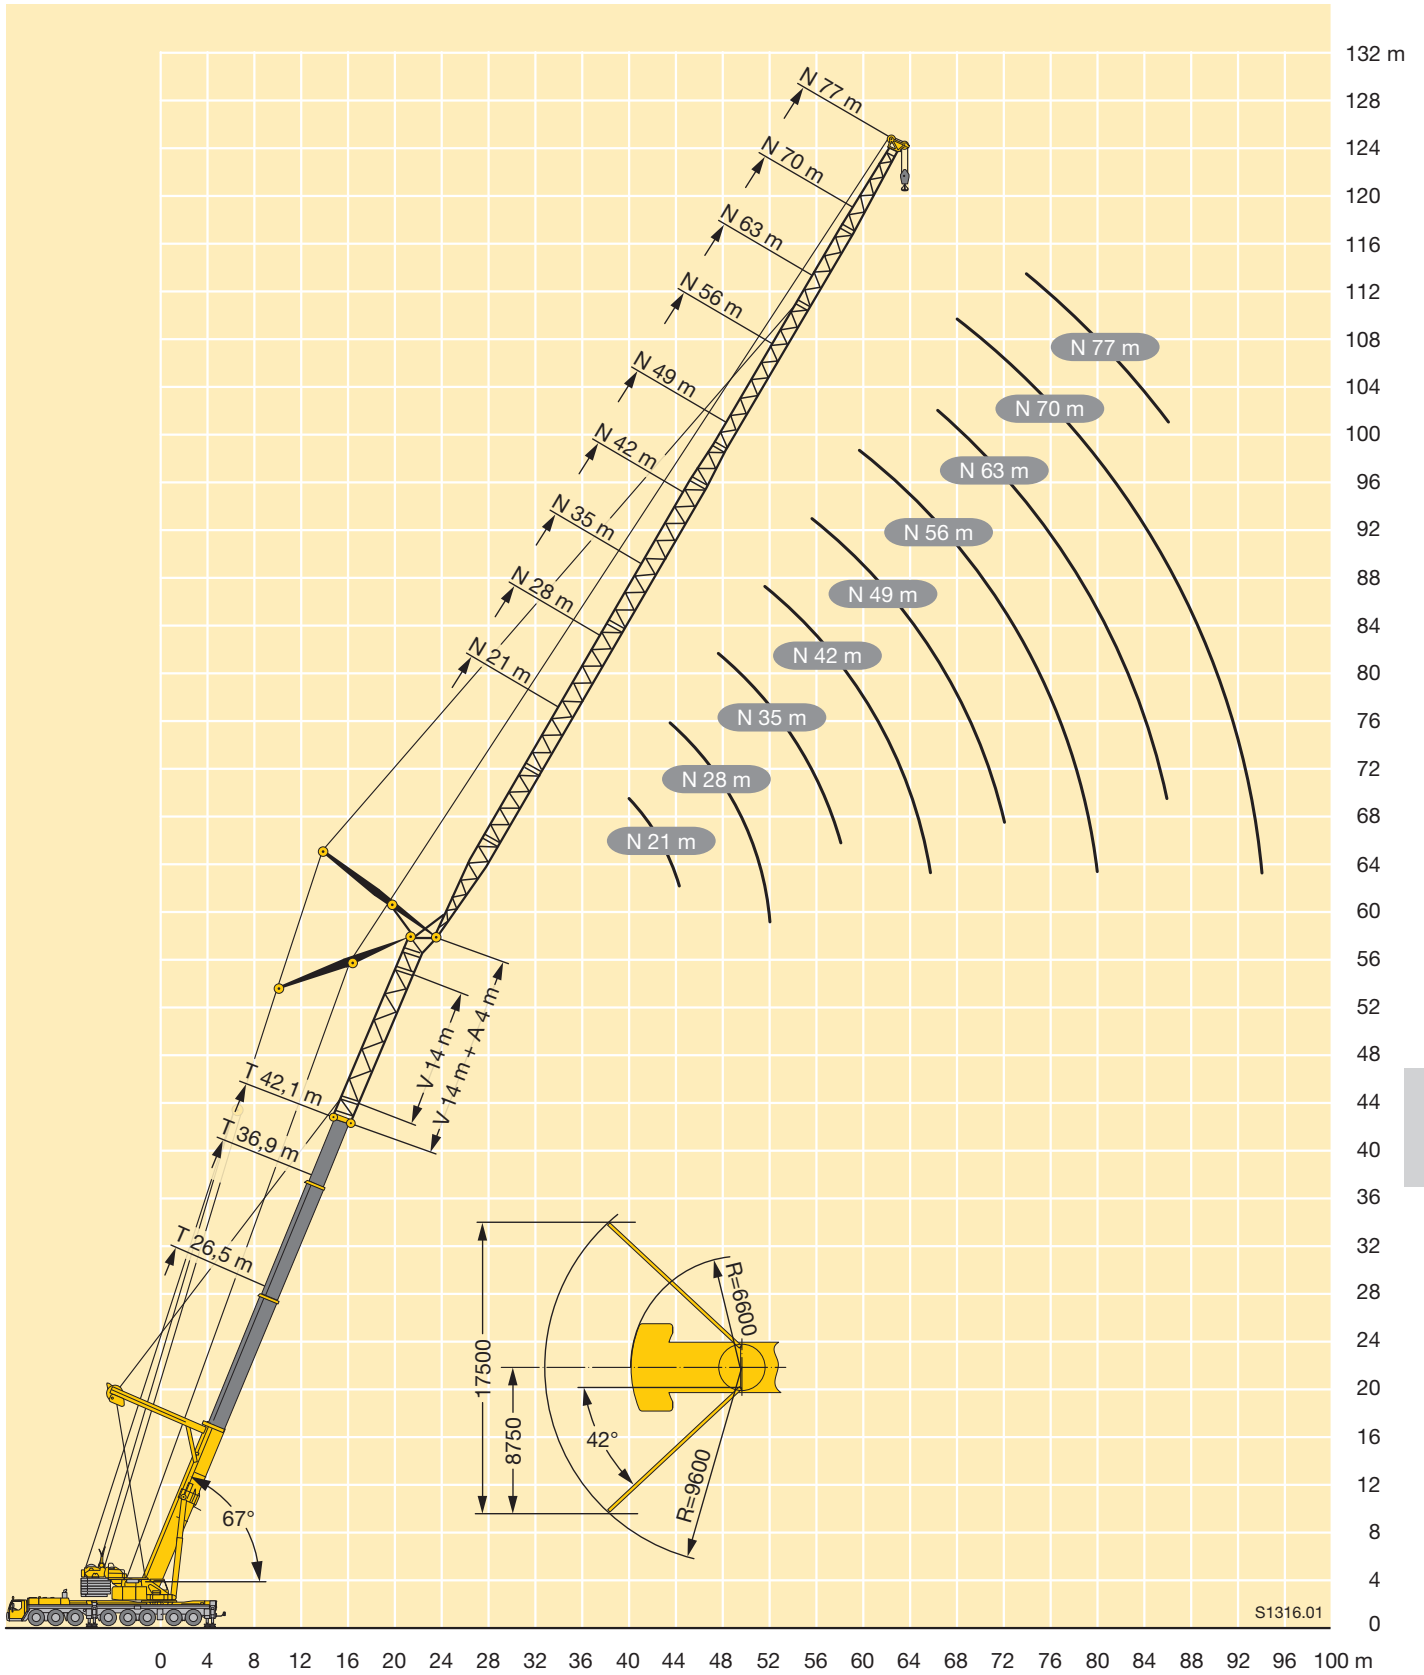 132 m
128
124
120
116
112
108
104
100
96
92
88
84
80
76
72
68
64
60
56
52
48
44
40
36
32
28
24
20
16
12
8
4
0
N 77 m
N 70 m
N 63 m
N 56 m
N 49 m
N 42 m
N 35 m
N 28 m
N 21 m
N 77 m
N 70 m
N 63 m
N 56 m
N 49 m
N 42 m
N 35 m
N 28 m
N 21 m
V 14 m
V 14 m + A 4 m
T 42,1 m
T 36,9 m
T 26,5 m
67°
17500
8750
42°
R=6600
R=9600
S1316.01
0 4 8 12 16 20 24 28 32 36 40 44 48 52 56 60 64 68 72 76 80 84 88 92 96 100 m